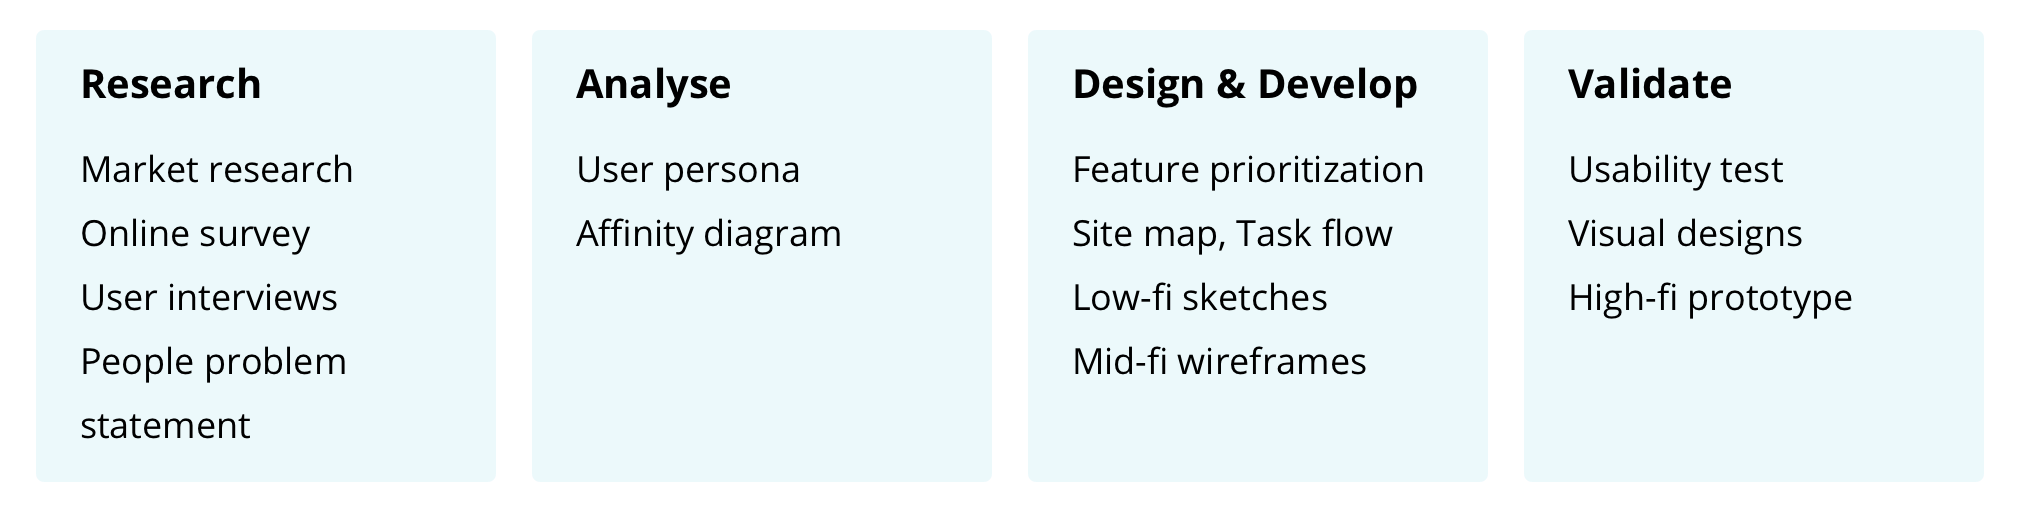 Research
Market research
Online survey
User interviews
People problem
statement
Analyse
User persona
Affinity diagram
Design & Develop
Feature prioritization
Site map, Task flow
Low-fi sketches
Mid-fi wireframes
Validate
Usability test
Visual designs
High-fi prototype